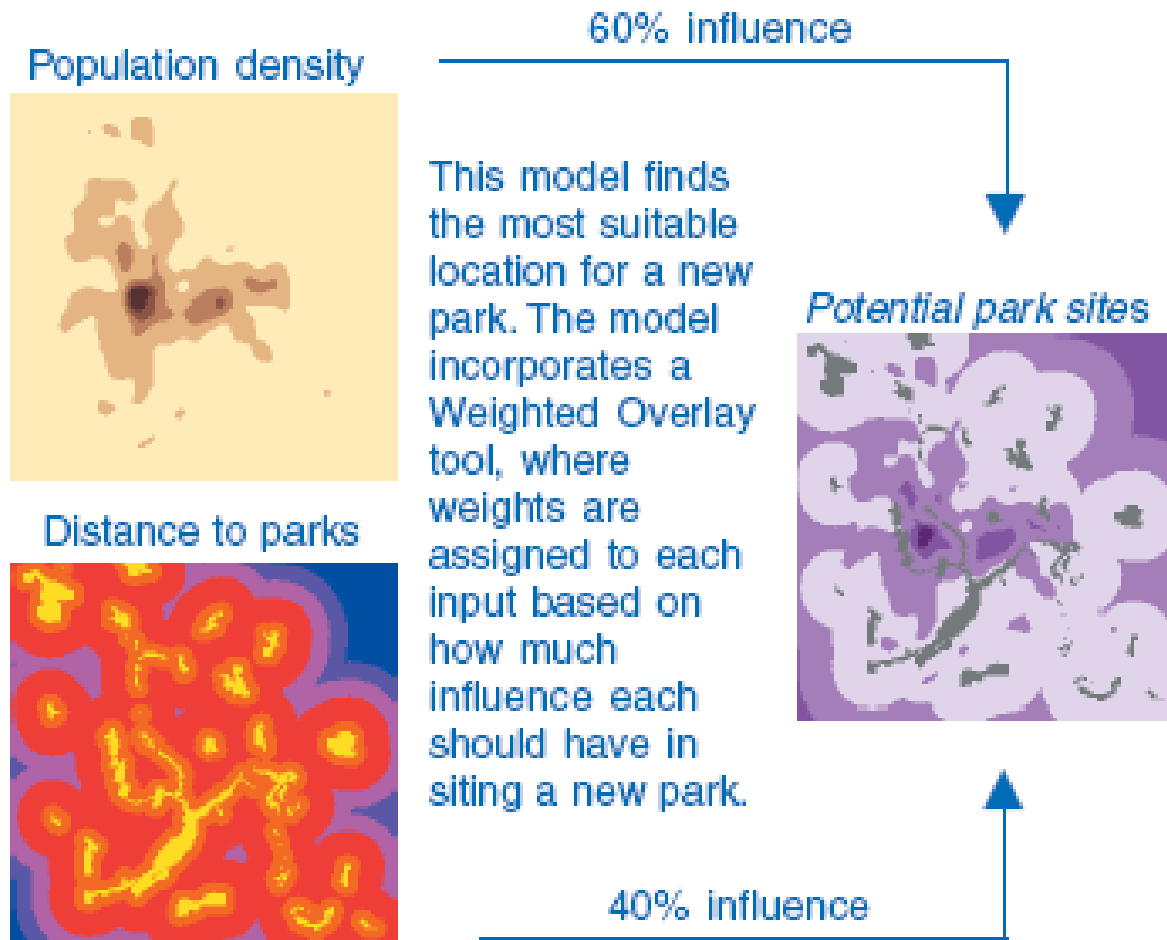 60% influence
Population density
This model finds
the most suitable
location for a new
park. The model
incorporates a
Weighted Overlay
tool, where
weights are
assigned to each
input based on
how much
influence each
should have in
siting a new park.
Potential park sites
Distance to parks
40% influence